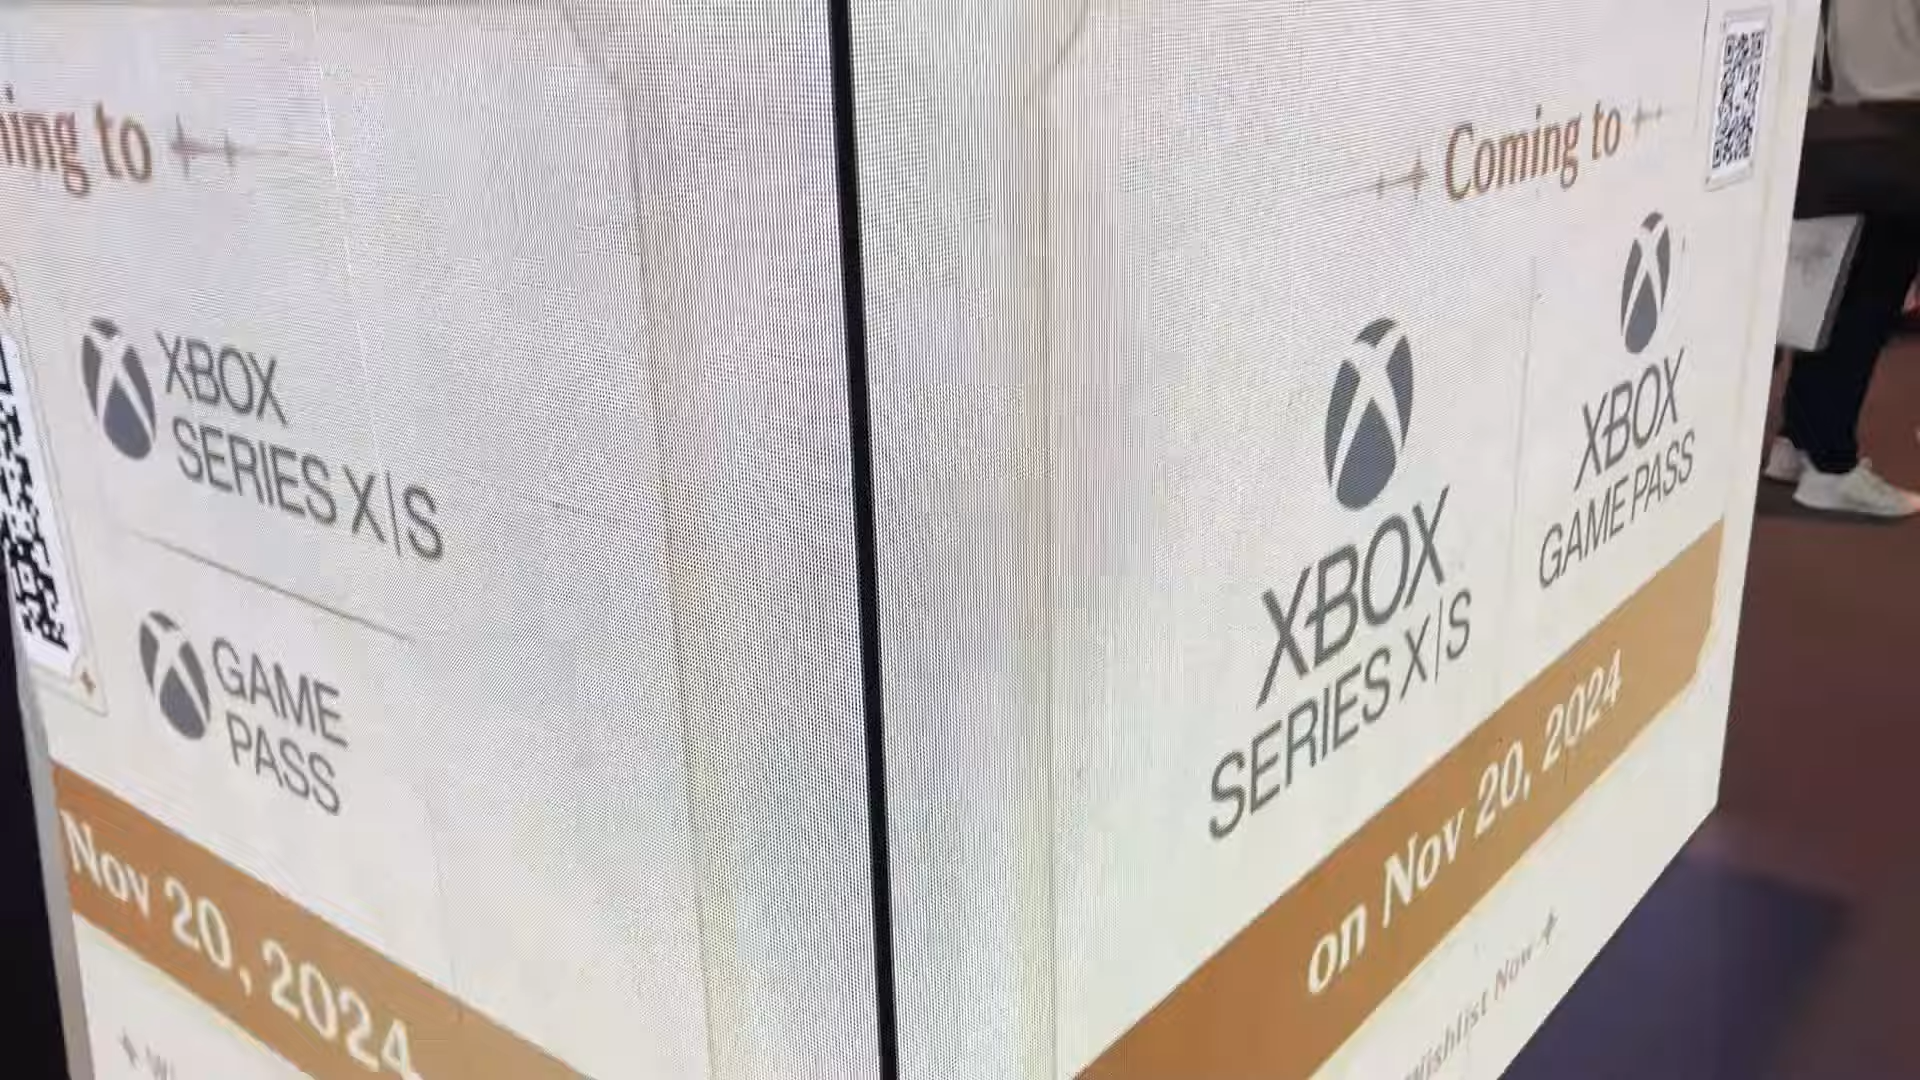 ing to
XBOX
SERIES X|S
GAME
PASS
Nov 20, 2024
Coming to
XBOX
SERIES X|S
XBOX
GAME PASS
on Nov 20, 2024
Wishlist Now